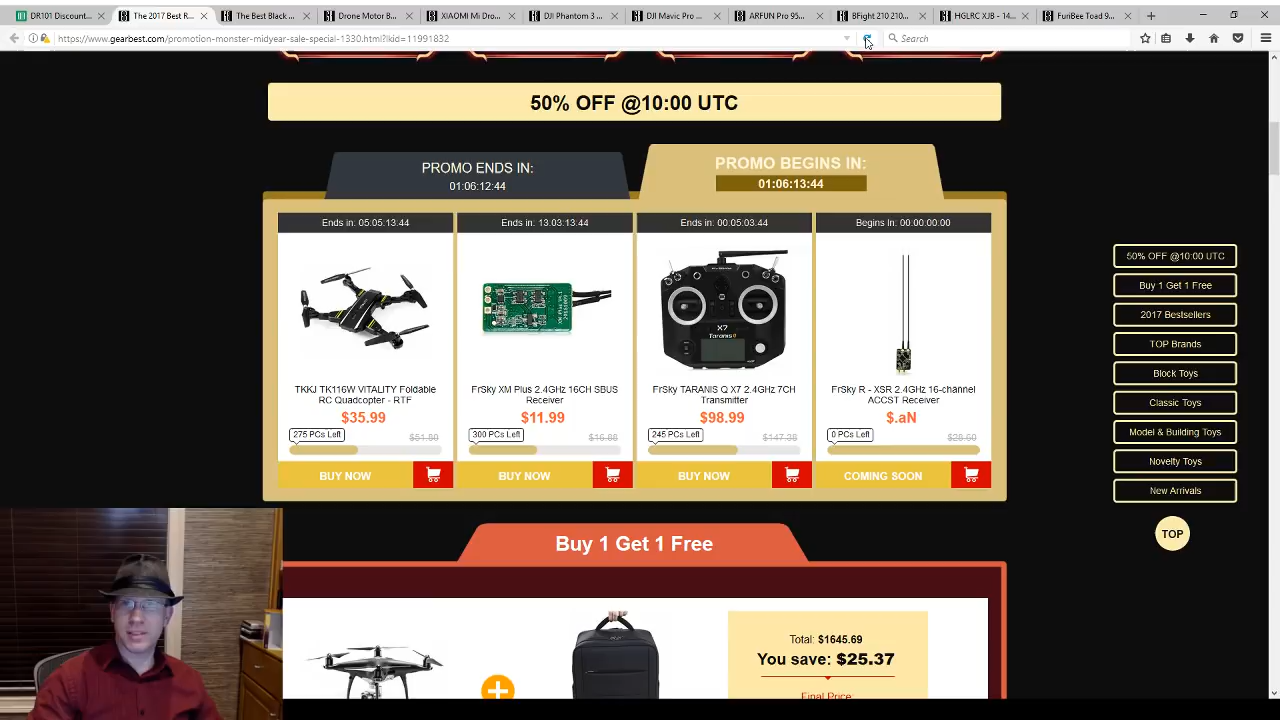 DR101 Discount...
The 2017 Best R...
The Best Black ...
Drone Motor B...
XIAOMI Mi Dro...
DJI Phantom 3 ...
DJI Mavic Pro ...
ARFUN Pro 95...
BFight 210 210...
HGLRC XJB - 14...
FuriBee Toad 9...
https://www.gearbest.com/promotion-monster-midyear-sale-special-1330.html?lkid=11991832
Search
50% OFF @10:00 UTC
PROMO ENDS IN:
01:06:12:44
PROMO BEGINS IN:
01:06:13:44
Ends in: 05:05:13:44
Ends in: 13:03:13:44
Ends in: 00:05:03:44
Begins In: 00:00:00:00
X7
Taranis Q
TKKJ TK116W VITALITY Foldable
RC Quadcopter - RTF
$35.99
275 PCs Left
$51.80
BUY NOW
FrSky XM Plus 2.4GHz 16CH SBUS
Receiver
$11.99
300 PCs Left
$16.88
BUY NOW
FrSky TARANIS Q X7 2.4GHz 7CH
Transmitter
$98.99
245 PCs Left
$147.38
BUY NOW
FrSky R - XSR 2.4GHz 16-channel
ACCST Receiver
$.aN
0 PCs Left
$28.60
COMING SOON
50% OFF @10:00 UTC
Buy 1 Get 1 Free
2017 Bestsellers
TOP Brands
Block Toys
Classic Toys
Model & Building Toys
Novelty Toys
New Arrivals
TOP
Buy 1 Get 1 Free
Total: $1645.69
You save: $25.37
Final Price: